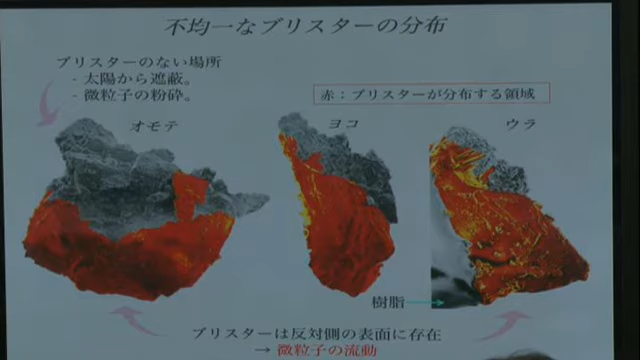 不均一なブリスターの分布
ブリスターのない場所
- 太陽から遮蔽。
- 微粒子の粉砕。
赤：ブリスターが分布する領域
オモテ
ヨコ
ウラ
樹脂
ブリスターは反対側の表面に存在
→ 微粒子の流動